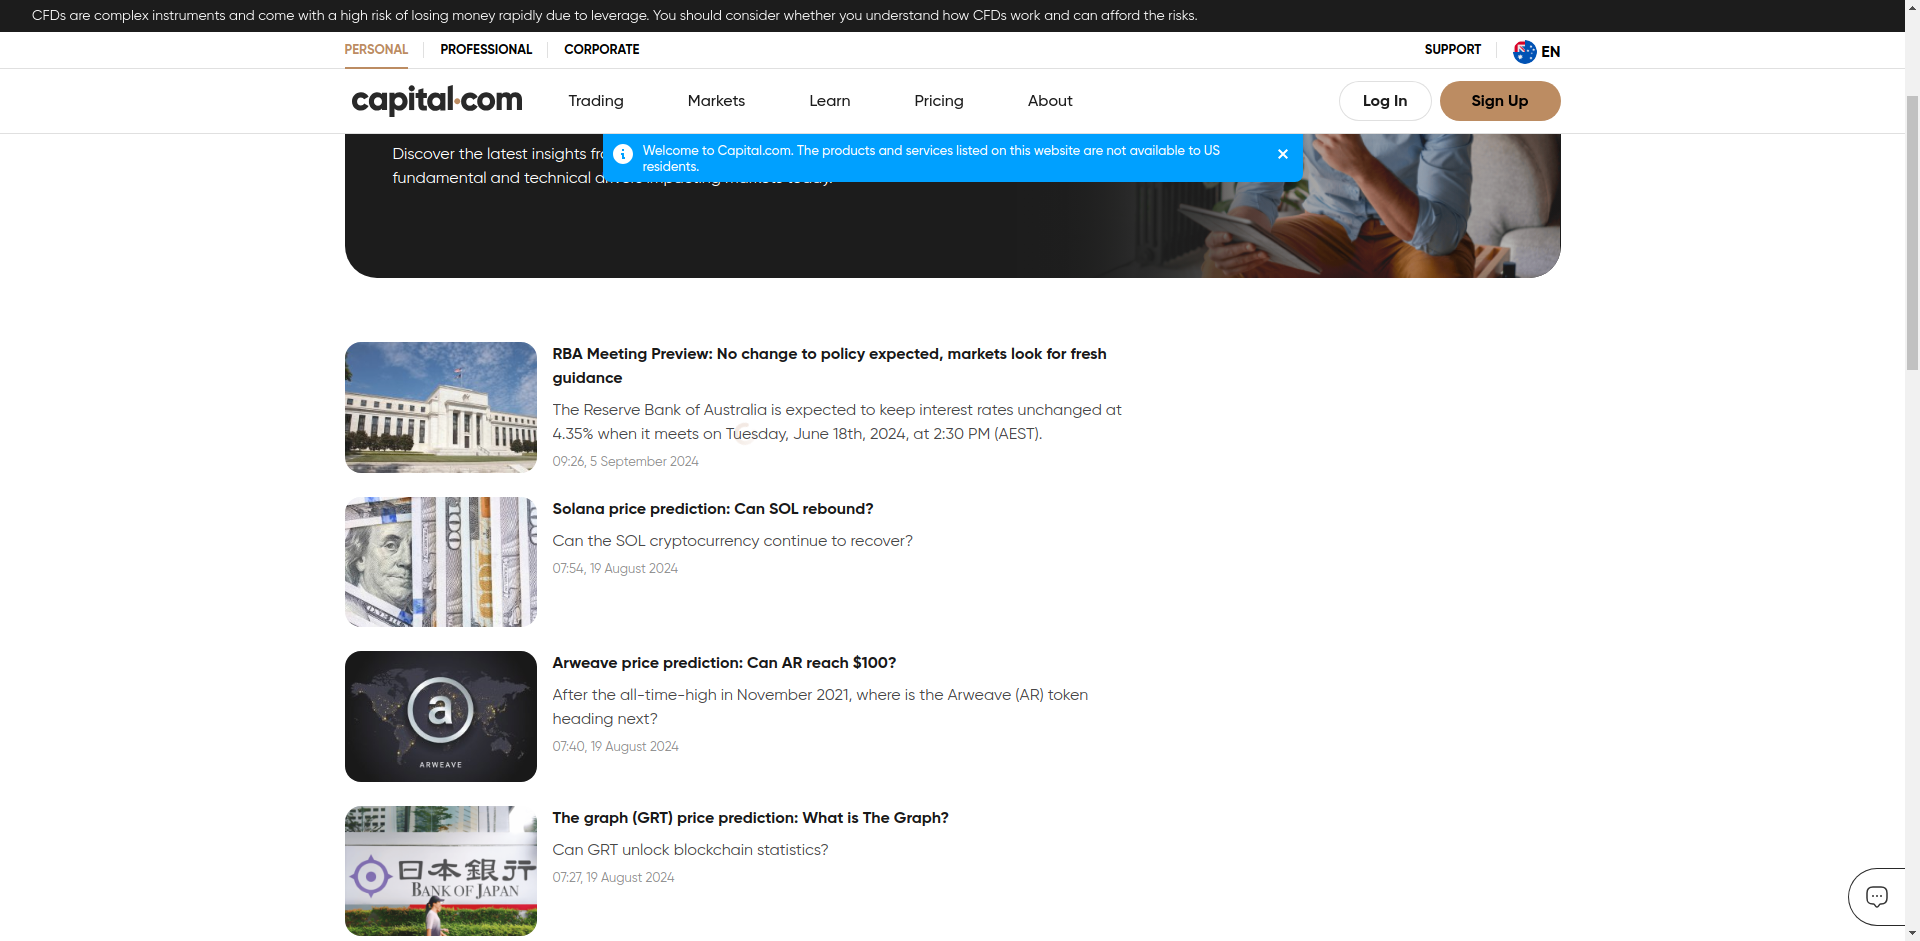 CFDs are complex instruments and come with a high risk of losing money rapidly due to leverage. You should consider whether you understand how CFDs work and can afford the risks.
PERSONAL
PROFESSIONAL
CORPORATE
SUPPORT
EN
capital.com
Trading
Markets
Learn
Pricing
About
Log In
Sign Up
Welcome to Capital.com. The products and services listed on this website are not available to US
residents.
Discover the latest insights
fundamental and technical
RBA Meeting Preview: No change to policy expected, markets look for fresh
guidance
The Reserve Bank of Australia is expected to keep interest rates unchanged at
4.35% when it meets on Tuesday, June 18th, 2024, at 2:30 PM (AEST).
09:26, 5 September 2024
Solana price prediction: Can SOL rebound?
Can the SOL cryptocurrency continue to recover?
07:54, 19 August 2024
100
Arweave price prediction: Can AR reach $100?
After the all-time-high in November 2021, where is the Arweave (AR) token
heading next?
07:40, 19 August 2024
a
ARWEAVE
The graph (GRT) price prediction: What is The Graph?
Can GRT unlock blockchain statistics?
07:27, 19 August 2024
日本銀行
BANK OF JAPAN